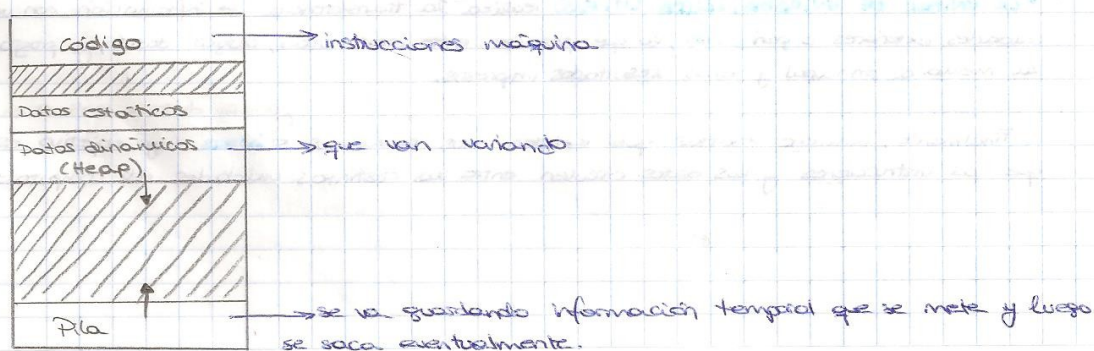 código → instrucciones máquina
Datos estáticos
Datos dinámicos → que van variando
(Heap)
Pila → se va guardando información temporal que se mete y luego
se saca eventualmente.